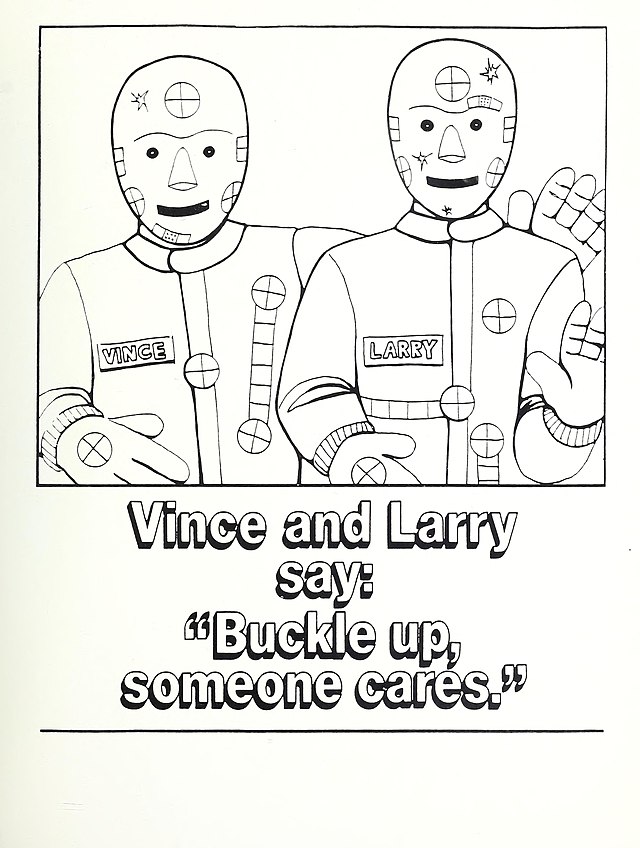 VINCE
LARRY
Vince and Larry
say:
“Buckle up,
someone cares.”